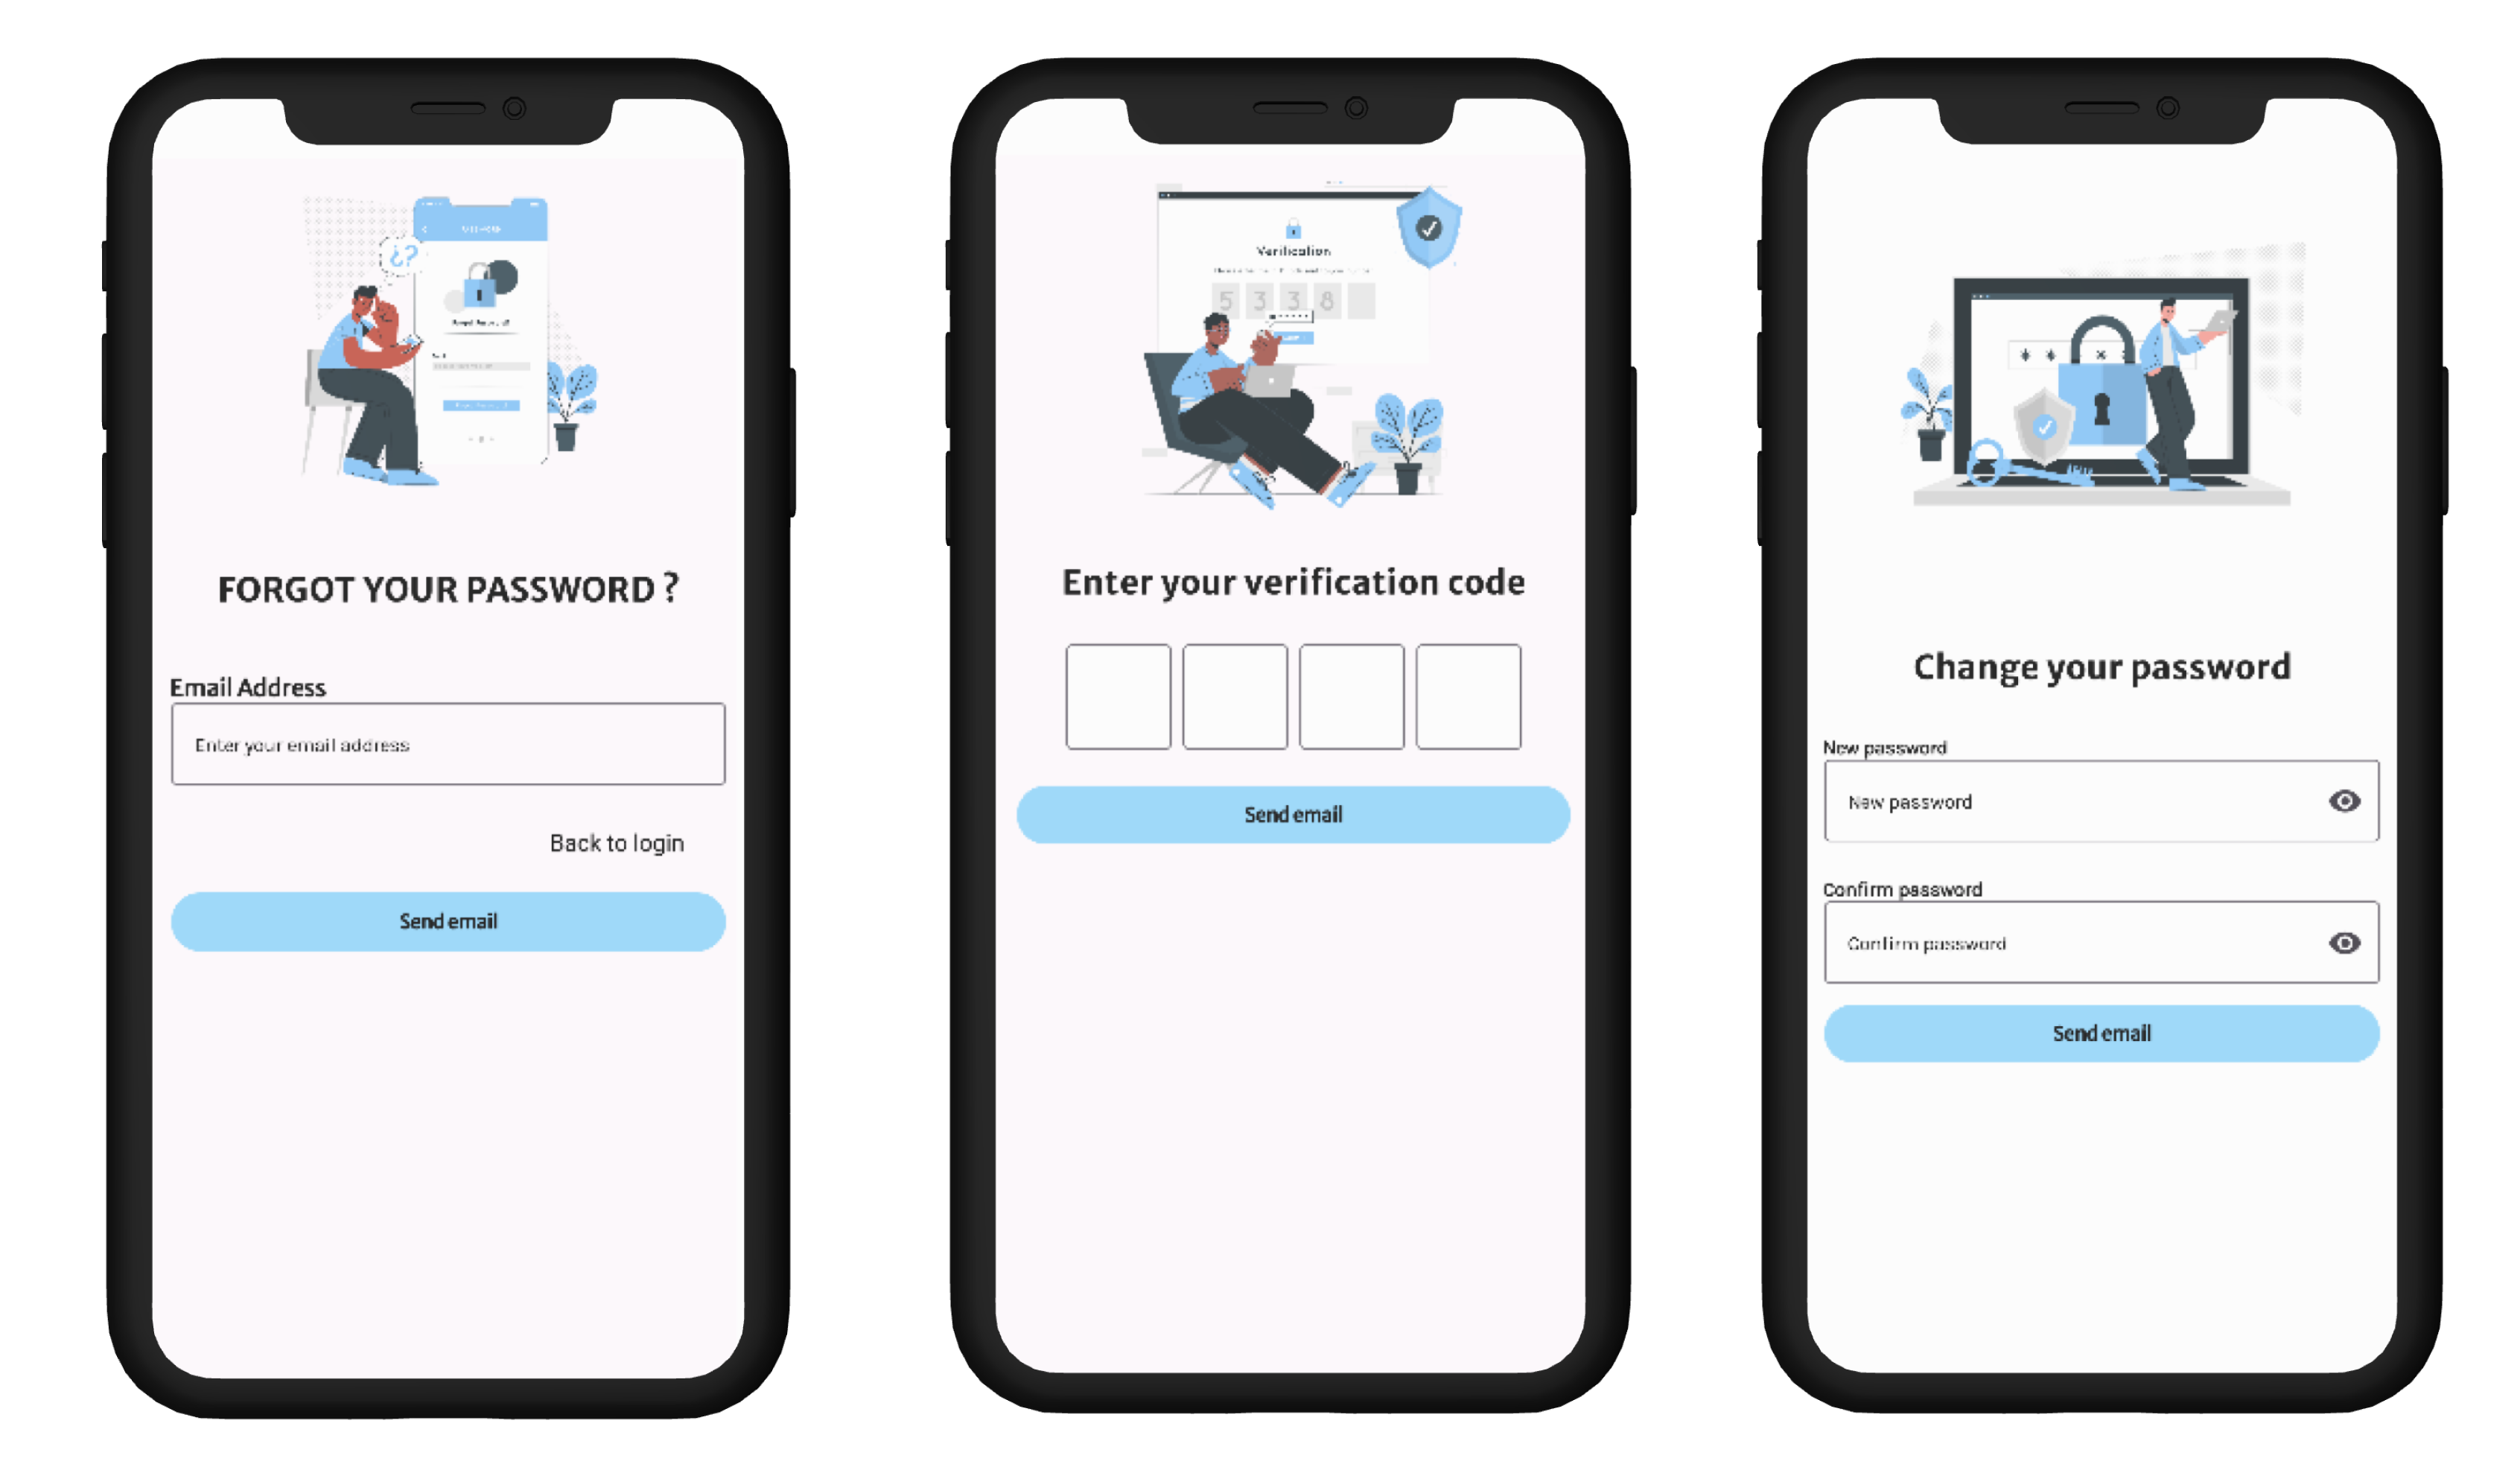 FORGOT YOUR PASSWORD ?
Email Address
Enter your email address
Back to login
Send email
Verification
5 3 3 8
Enter your verification code
Send email
Change your password
New password
New password
Confirm password
Confirm password
Send email